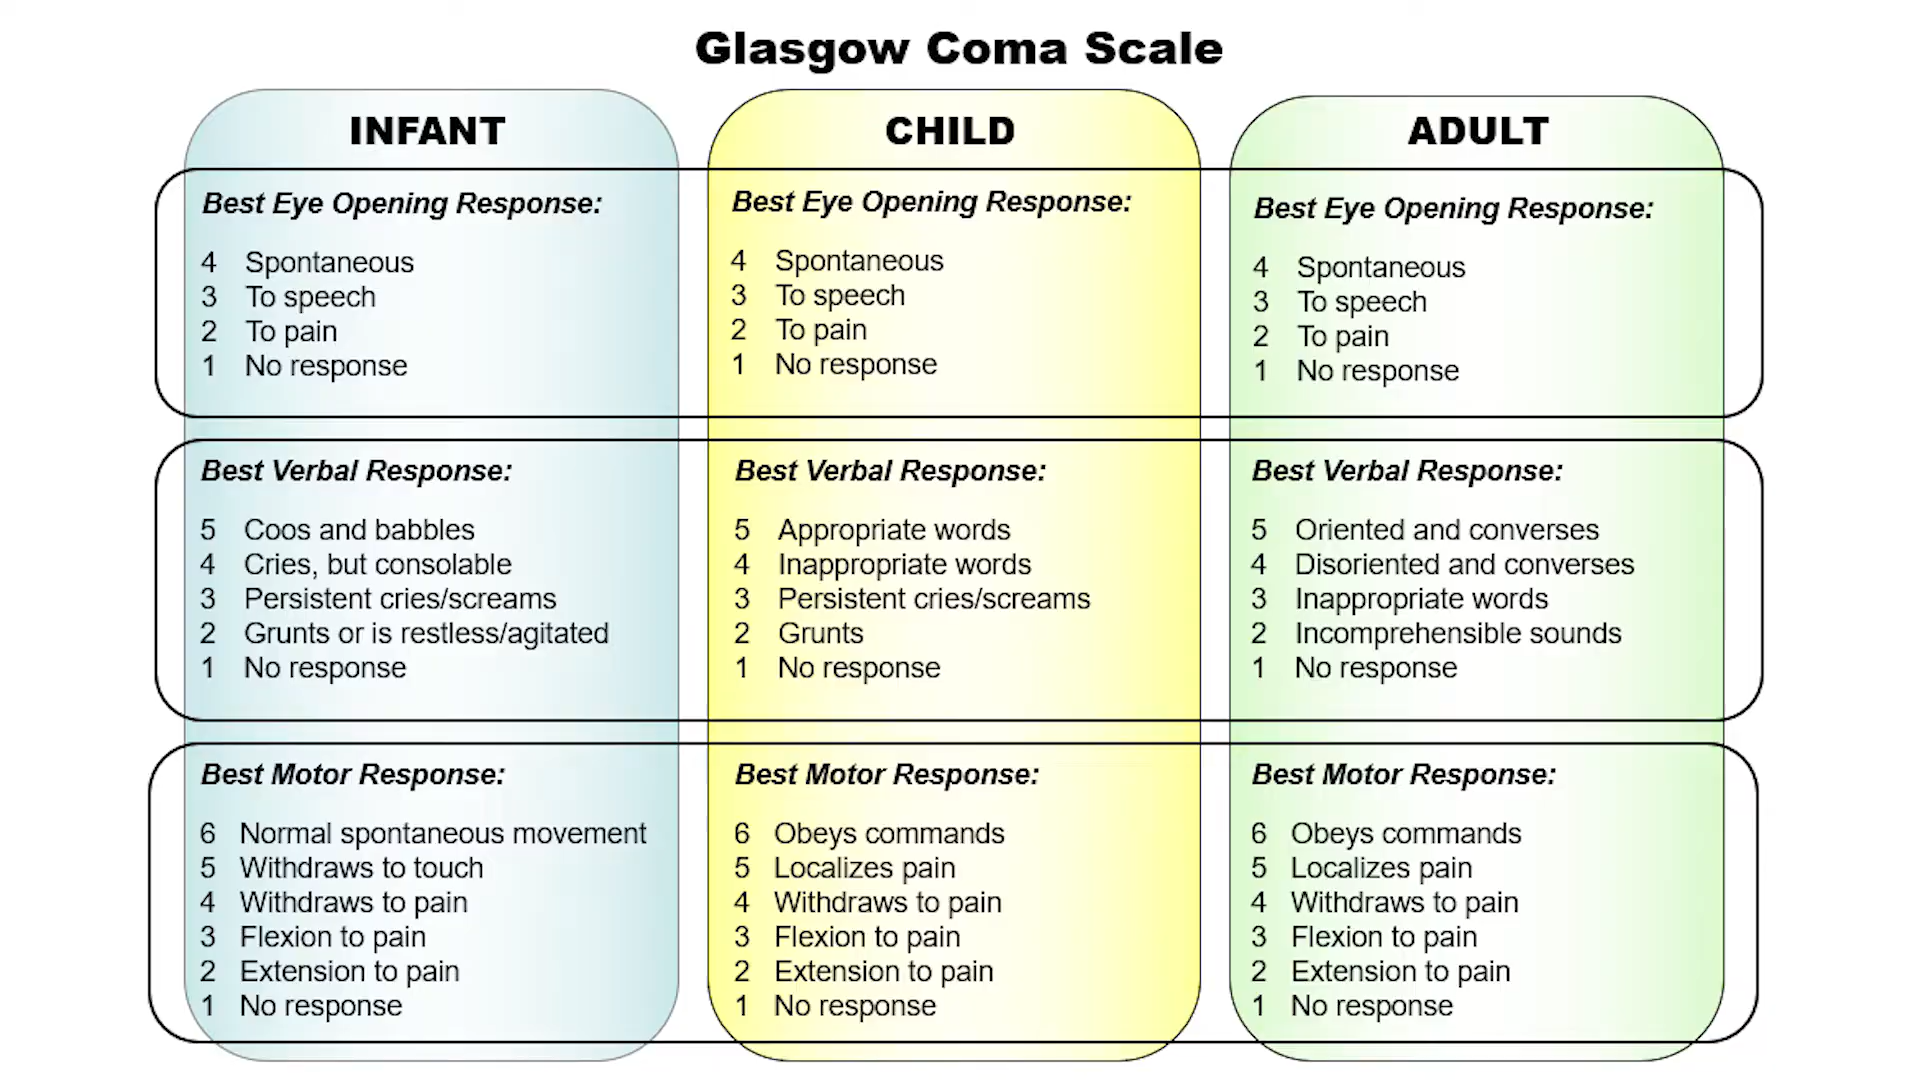 Glasgow Coma Scale
INFANT
Best Eye Opening Response:
4 Spontaneous
3 To speech
2 To pain
1 No response
Best Verbal Response:
5 Coos and babbles
4 Cries, but consolable
3 Persistent cries/screams
2 Grunts or is restless/agitated
1 No response
Best Motor Response:
6 Normal spontaneous movement
5 Withdraws to touch
4 Withdraws to pain
3 Flexion to pain
2 Extension to pain
1 No response
CHILD
Best Eye Opening Response:
4 Spontaneous
3 To speech
2 To pain
1 No response
Best Verbal Response:
5 Appropriate words
4 Inappropriate words
3 Persistent cries/screams
2 Grunts
1 No response
Best Motor Response:
6 Obeys commands
5 Localizes pain
4 Withdraws to pain
3 Flexion to pain
2 Extension to pain
1 No response
ADULT
Best Eye Opening Response:
4 Spontaneous
3 To speech
2 To pain
1 No response
Best Verbal Response:
5 Oriented and converses
4 Disoriented and converses
3 Inappropriate words
2 Incomprehensible sounds
1 No response
Best Motor Response:
6 Obeys commands
5 Localizes pain
4 Withdraws to pain
3 Flexion to pain
2 Extension to pain
1 No response